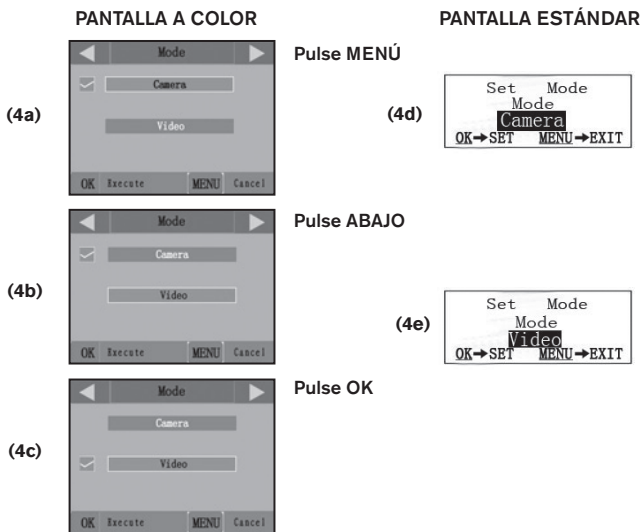 PANTALLA A COLOR
PANTALLA ESTÁNDAR
(4a)
Mode
Camera
Video
OK Execute MENU Cancel
Pulse MENÚ
(4d)
Set Mode
Mode
Camera
OK→SET MENU→EXIT
(4b)
Mode
Camera
Video
OK Execute MENU Cancel
Pulse ABAJO
(4e)
Set Mode
Mode
Video
OK→SET MENU→EXIT
(4c)
Mode
Camera
Video
OK Execute MENU Cancel
Pulse OK